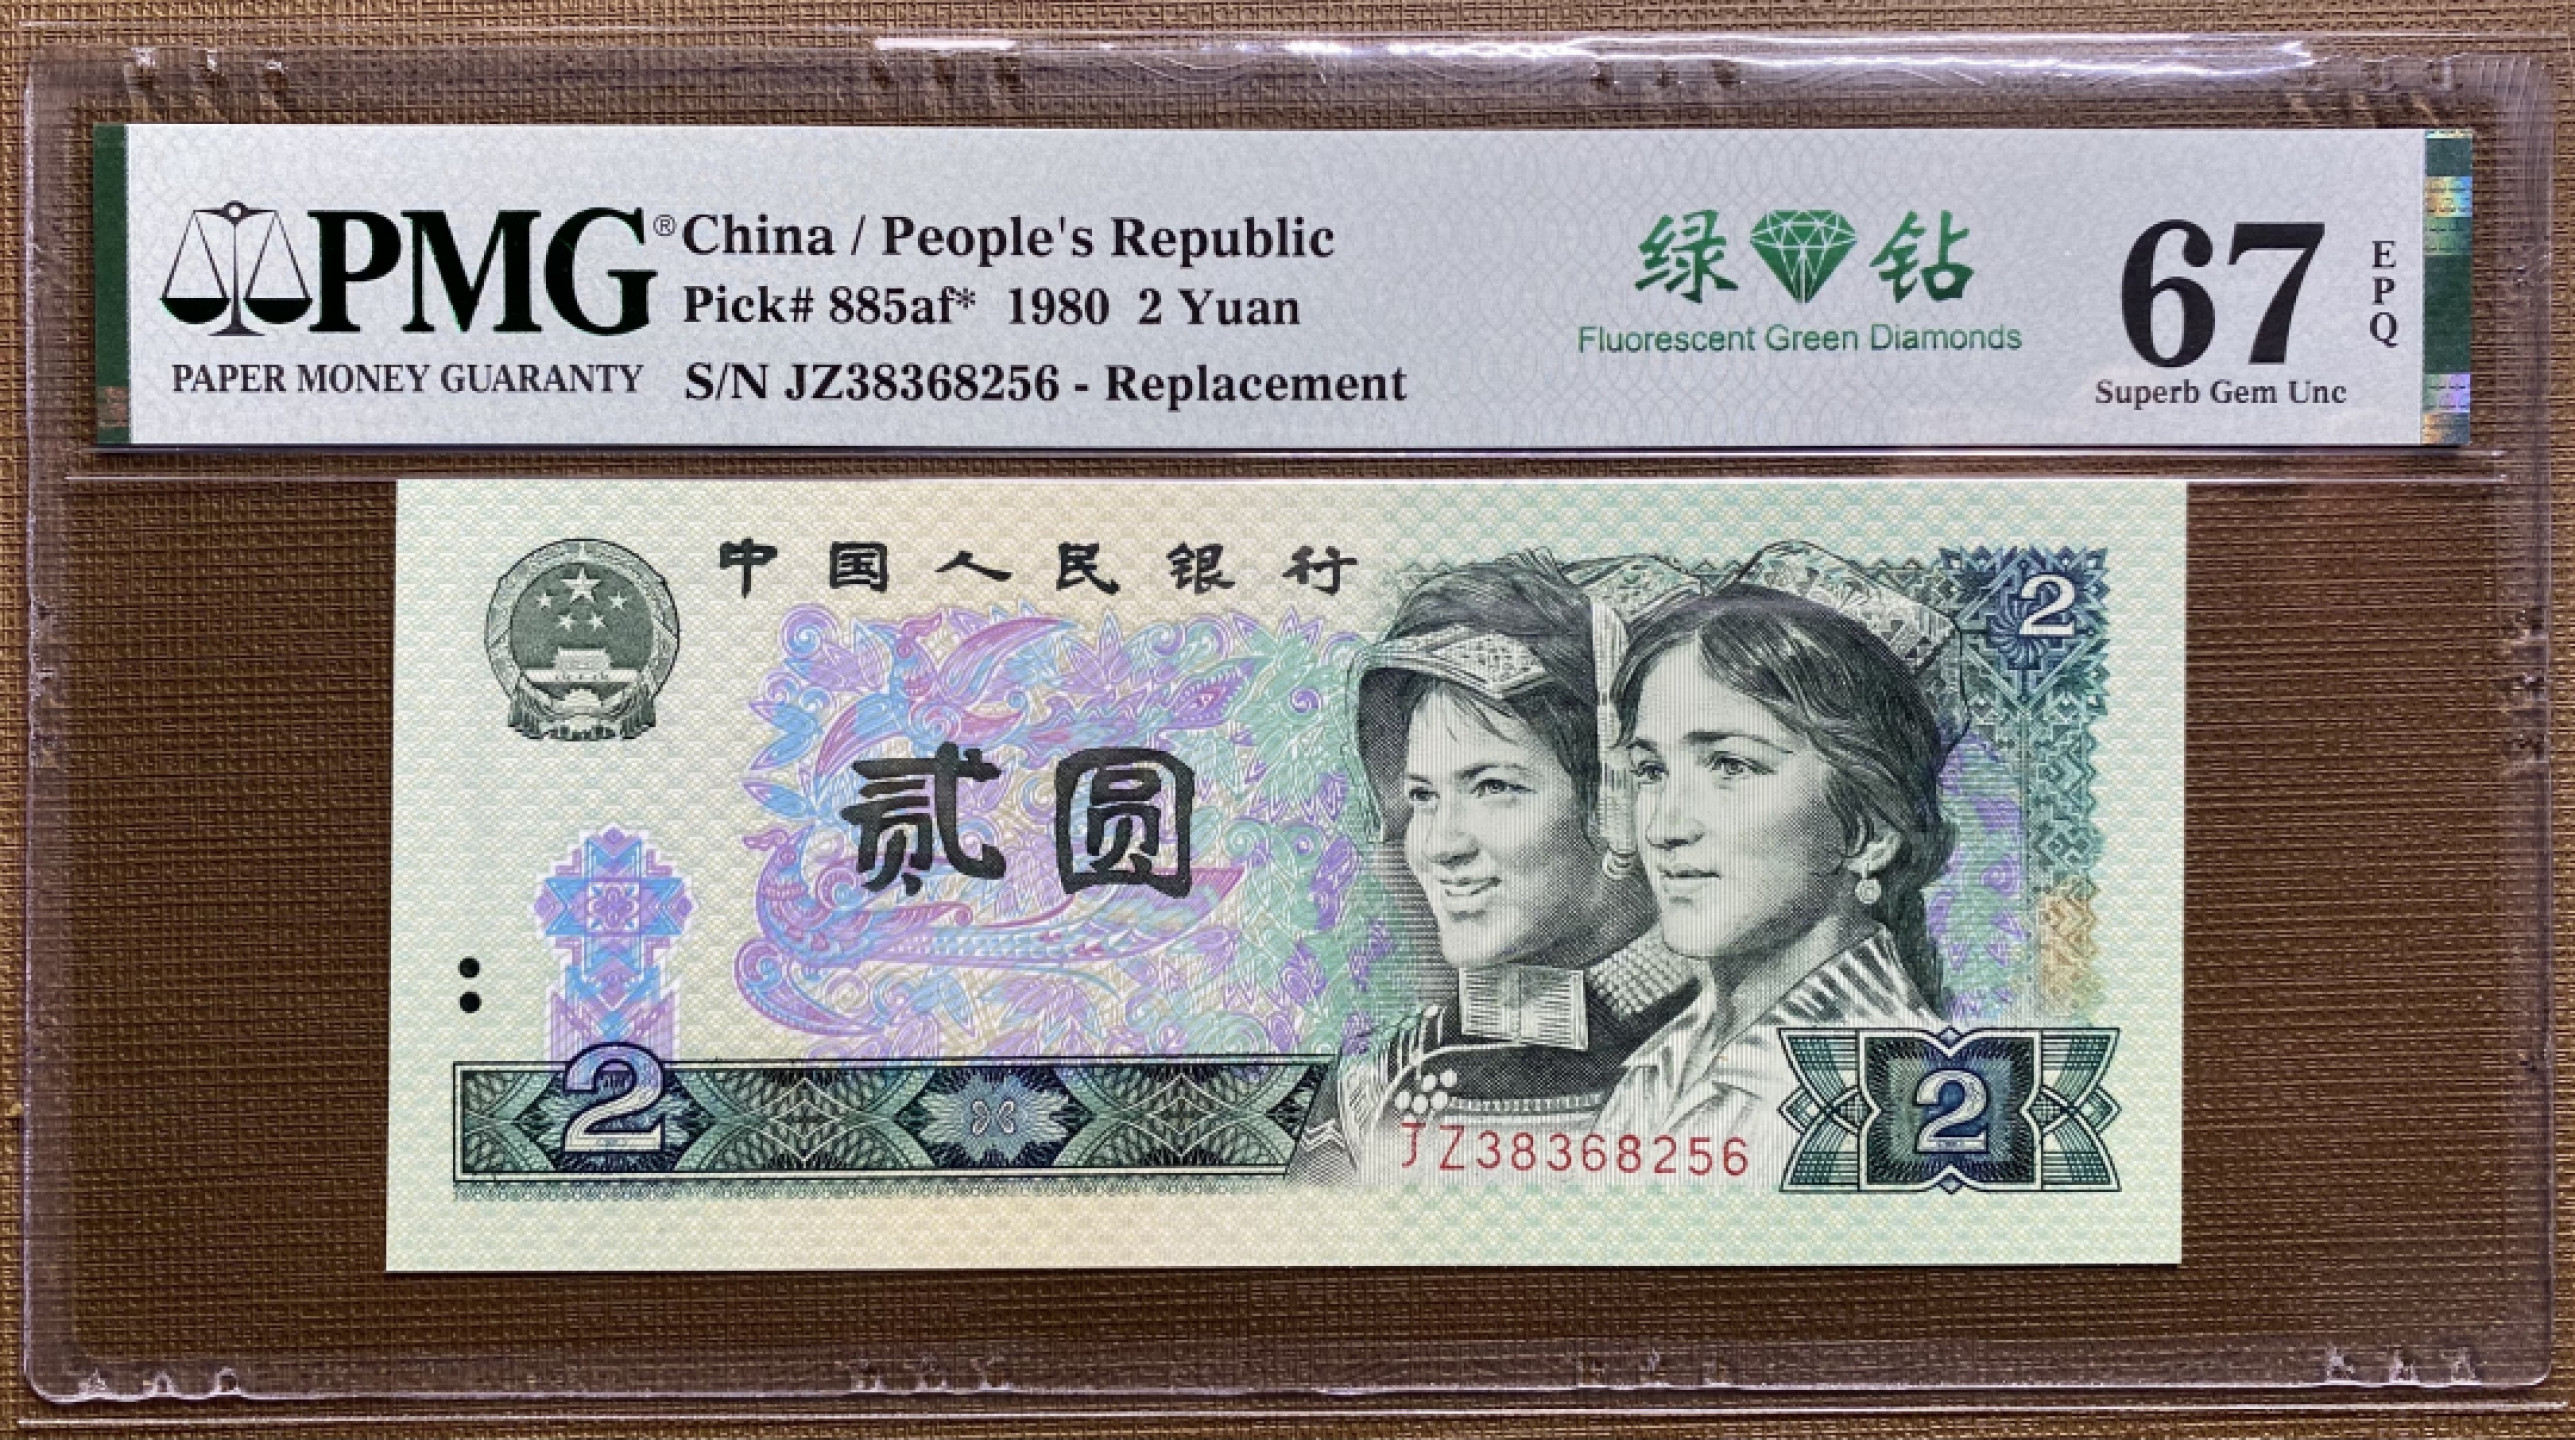 PMG®
PAPER MONEY GUARANTY
China / People's Republic
Pick# 885af* 1980 2 Yuan
S/N JZ38368256 - Replacement
绿钻
Fluorescent Green Diamonds
67
EPQ
Superb Gem Unc
中国人民银行
2
贰圆
2
JZ38368256
2